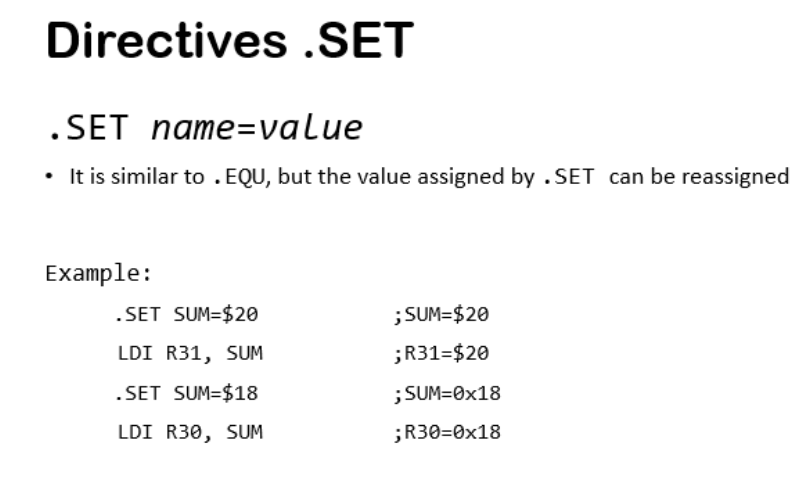 Directives .SET
.SET name=value
• It is similar to .EQU, but the value assigned by .SET can be reassigned
Example:
.SET SUM=$20 ;SUM=$20
LDI R31, SUM ;R31=$20
.SET SUM=$18 ;SUM=0x18
LDI R30, SUM ;R30=0x18